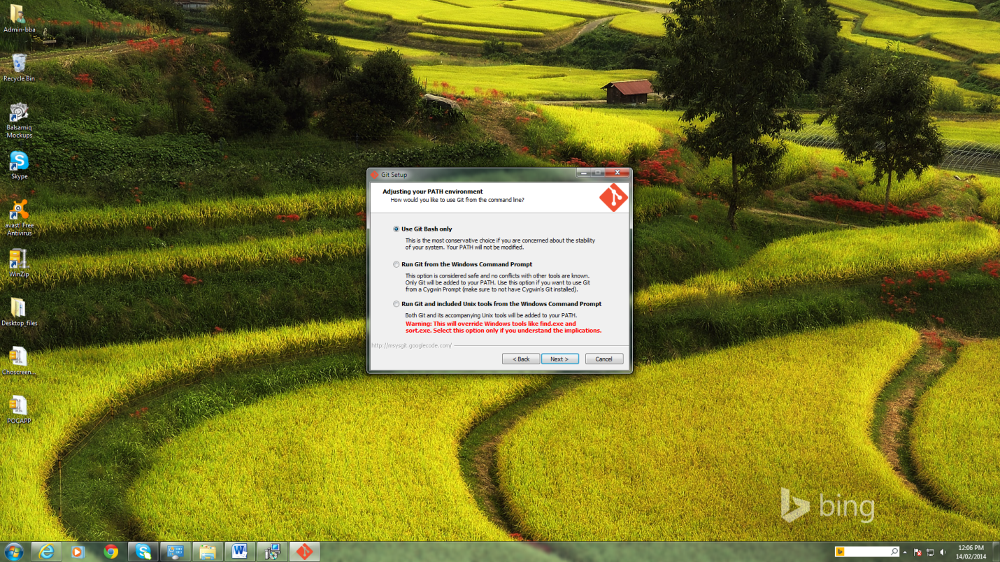 Admin-bba
Recycle Bin
Balsamiq
Mockups
Skype
avast! Free
Antivirus
WinZip
Desktop_files
Choscreen...
POCAPP
Git Setup
Adjusting your PATH environment
How would you like to use Git from the command line?
Use Git Bash only
This is the most conservative choice if you are concerned about the stability
of your system. Your PATH will not be modified.
Run Git from the Windows Command Prompt
This option is considered safe and no conflicts with other tools are known.
Only Git will be added to your PATH. Use this option if you want to use Git
from a Cygwin Prompt (make sure to not have Cygwin's Git installed).
Run Git and included Unix tools from the Windows Command Prompt
Both Git and its accompanying Unix tools will be added to your PATH.
Warning: This will override Windows tools like find.exe and
sort.exe. Select this option only if you understand the implications.
http://msysgit.googlecode.com/
< Back
Next >
Cancel
bing
12:06 PM
14/02/2014